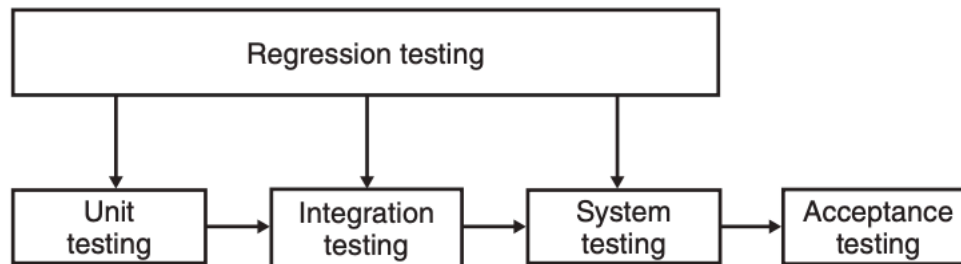 Regression testing
Unit
testing
Integration
testing
System
testing
Acceptance
testing